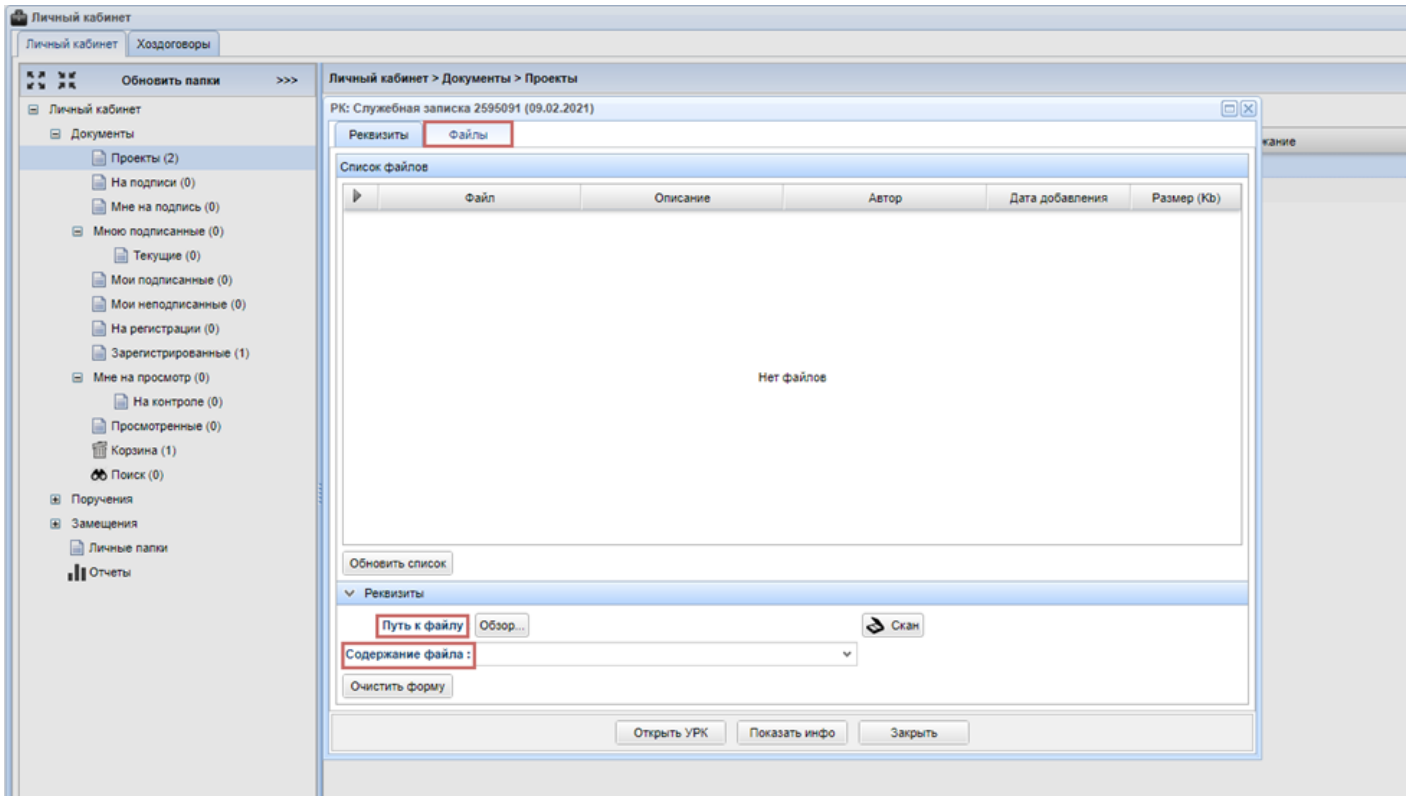 Личный кабинет
Личный кабинет Хоздоговоры
Обновить папки >>>
Личный кабинет
Документы
Проекты (2)
На подписи (0)
Мне на подпись (0)
Мною подписанные (0)
Текущие (0)
Мои подписанные (0)
Мои неподписанные (0)
На регистрации (0)
Зарегистрированные (1)
Мне на просмотр (0)
На контроле (0)
Просмотренные (0)
Корзина (1)
Поиск (0)
Поручения
Замещения
Личные папки
Отчеты
Личный кабинет > Документы > Проекты
РК: Служебная записка 2595091 (09.02.2021)
Реквизиты Файлы
жание
Список файлов
Файл Описание Автор Дата добавления Размер (Kb)
Нет файлов
Обновить список
Реквизиты
Путь к файлу Обзор... Скан
Содержание файла :
Очистить форму
Открыть УРК Показать инфо Закрыть